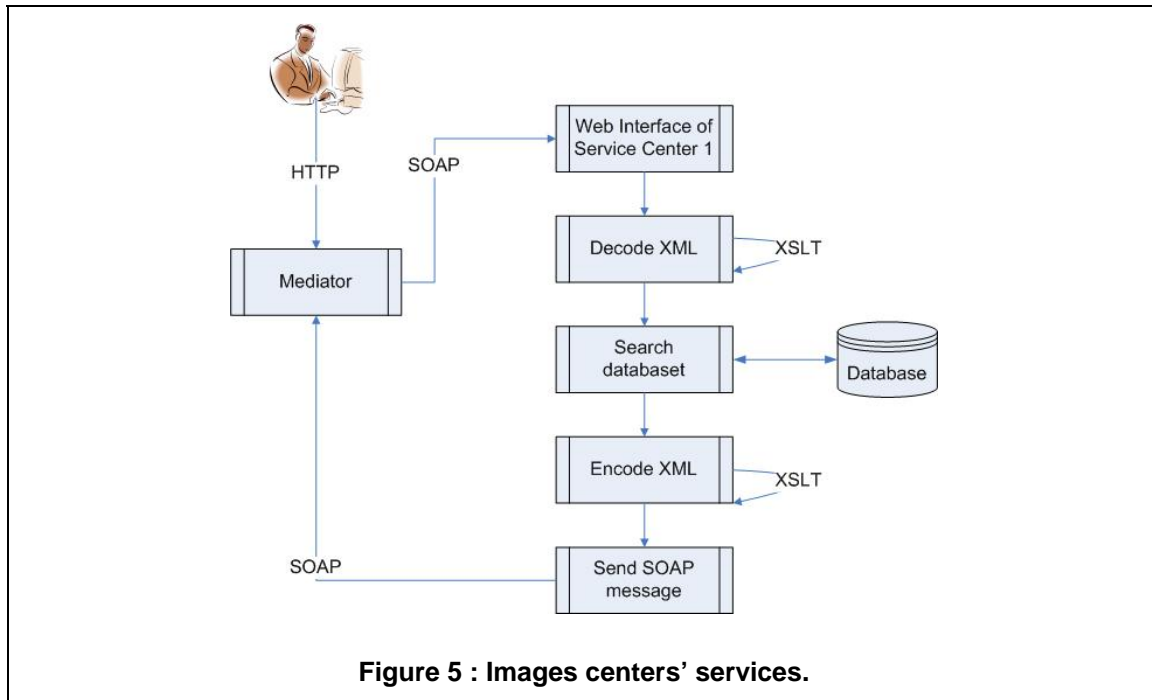 HTTP
SOAP
Web Interface of
Service Center 1
Mediator
Decode XML
XSLT
Search
databaset
Database
Encode XML
XSLT
SOAP
Send SOAP
message
Figure 5 : Images centers’ services.